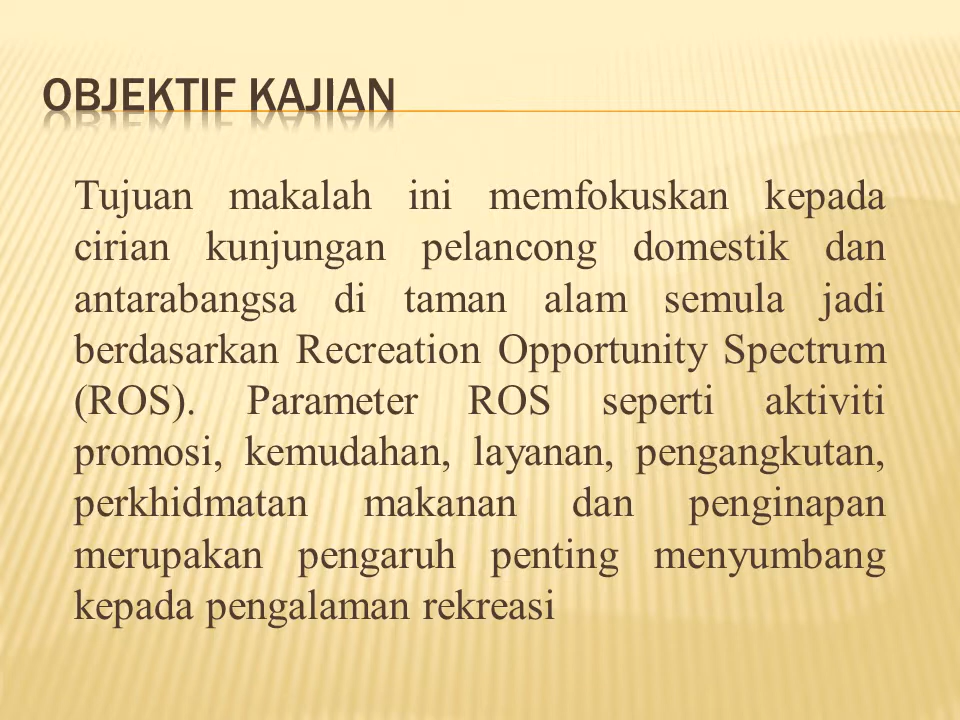 OBJEKTIF KAJIAN
Tujuan makalah ini memfokuskan kepada
cirian kunjungan pelancong domestik dan
antarabangsa di taman alam semula jadi
berdasarkan Recreation Opportunity Spectrum
(ROS). Parameter ROS seperti aktiviti
promosi, kemudahan, layanan, pengangkutan,
perkhidmatan makanan dan penginapan
merupakan pengaruh penting menyumbang
kepada pengalaman rekreasi